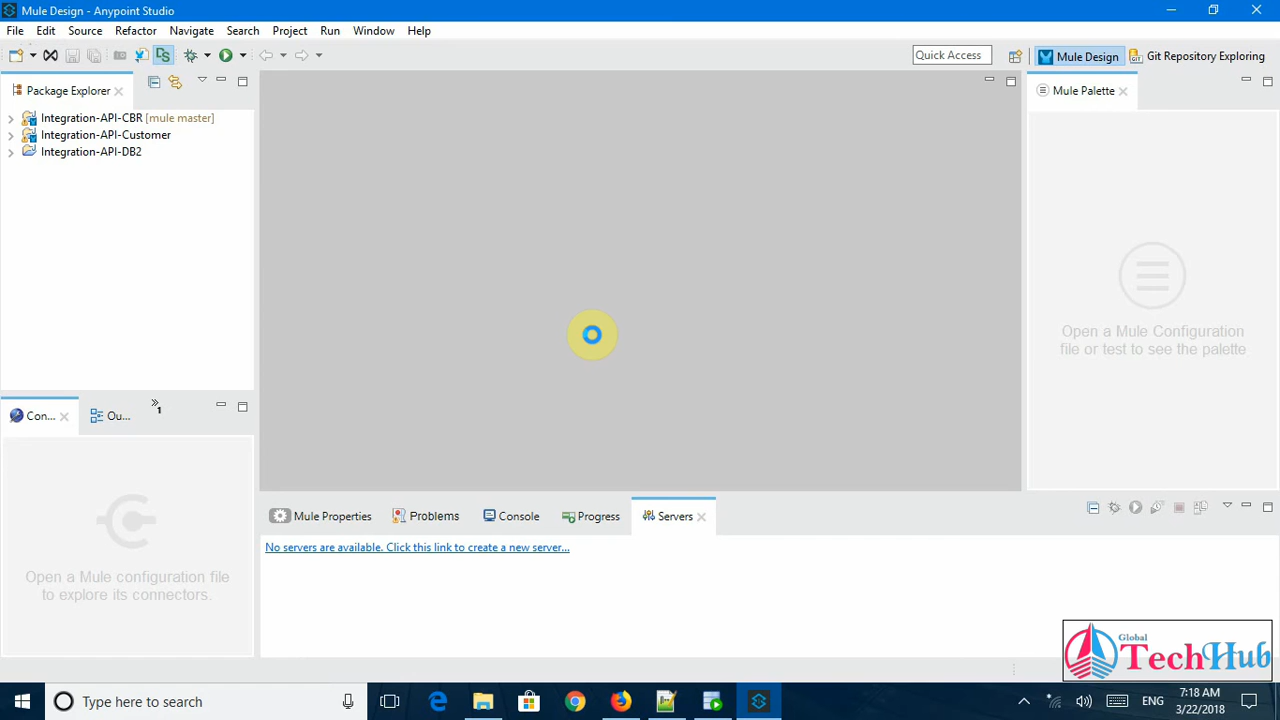 Mule Design - Anypoint Studio
File Edit Source Refactor Navigate Search Project Run Window Help
Quick Access
Mule Design
Git Repository Exploring
Package Explorer
Integration-API-CBR [mule master]
Integration-API-Customer
Integration-API-DB2
Mule Palette
Open a Mule Configuration
file or test to see the palette
Con... Ou... 1
Open a Mule configuration file
to explore its connectors.
Mule Properties Problems Console Progress Servers
No servers are available. Click this link to create a new server...
Global
TechHub
Type here to search
ENG
7:18 AM
3/22/2018